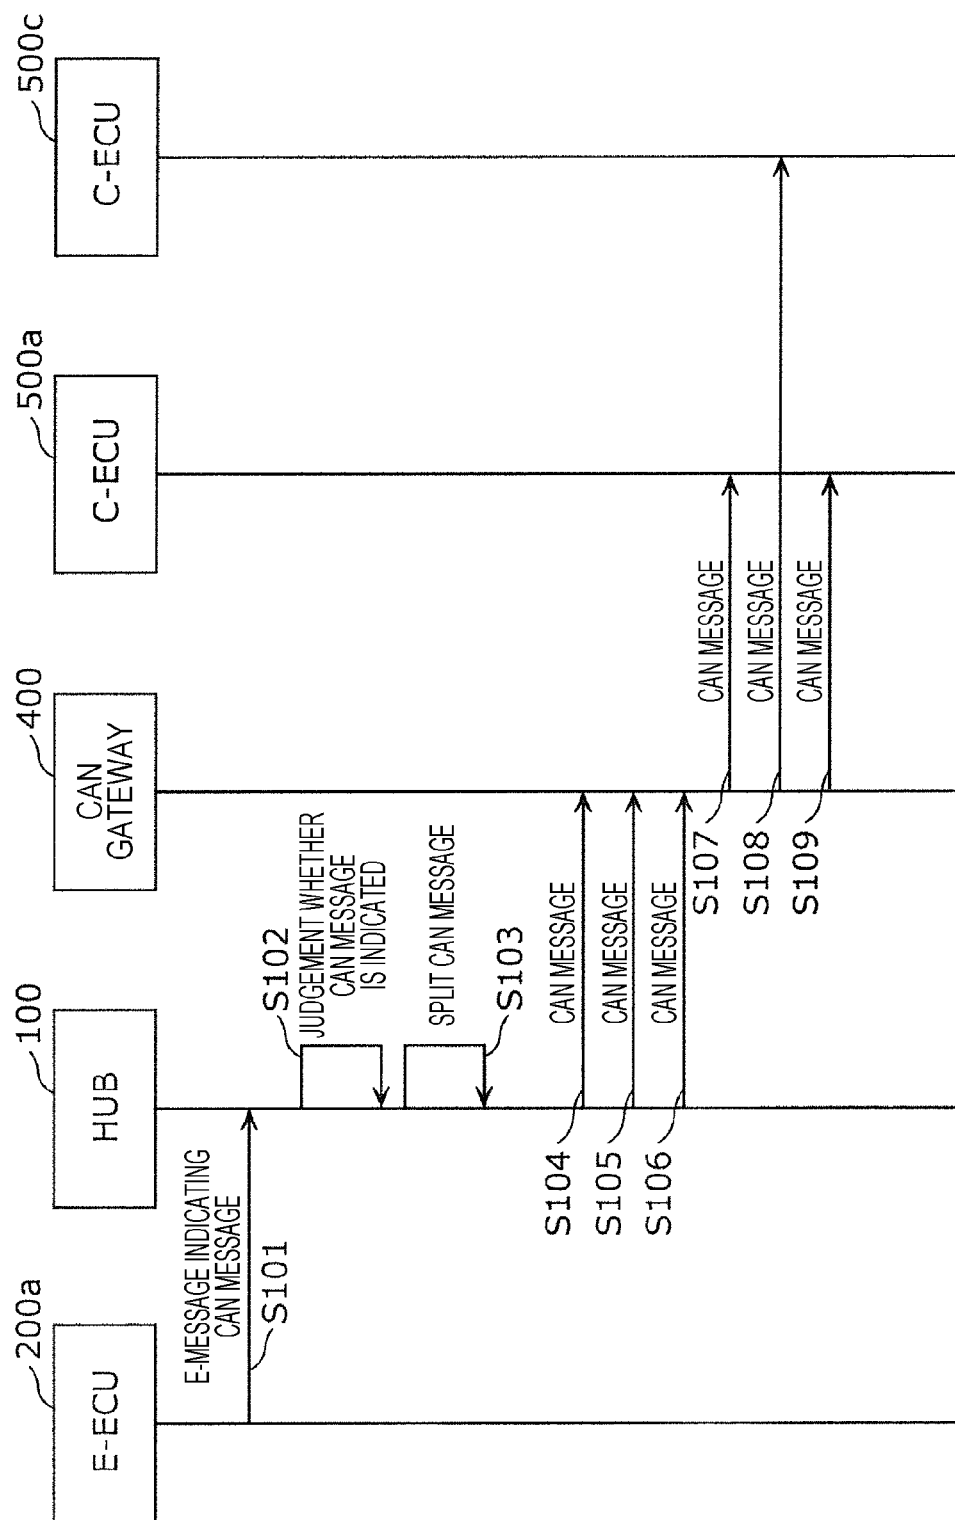 200a
E-ECU
100
HUB
400
CAN
GATEWAY
500a
C-ECU
500c
C-ECU
E-MESSAGE INDICATING
CAN MESSAGE
S101
S102
JUDGEMENT WHETHER
CAN MESSAGE
IS INDICATED
SPLIT CAN MESSAGE
S103
S104
CAN MESSAGE
S105
CAN MESSAGE
S106
CAN MESSAGE
S107
CAN MESSAGE
S108
CAN MESSAGE
S109
CAN MESSAGE